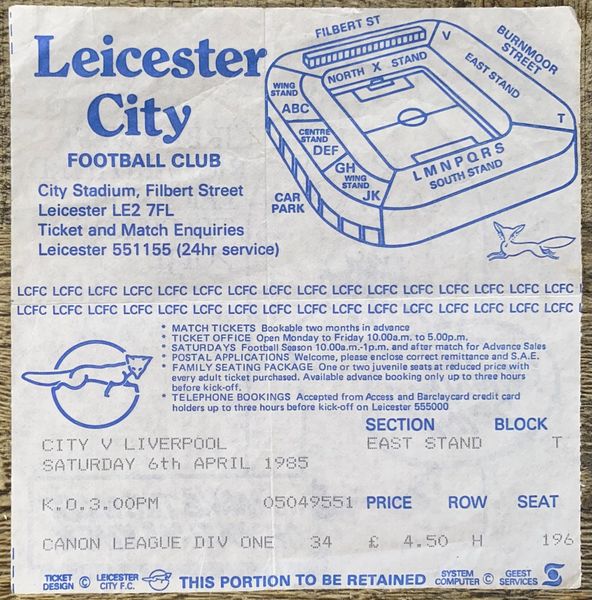 Leicester
City
FOOTBALL CLUB
City Stadium, Filbert Street
Leicester LE2 7FL
Ticket and Match Enquiries
Leicester 551155 (24hr service)
FILBERT ST
BURNMOOR
STREET
V
NORTH X STAND
EAST STAND
T
WING
STAND
ABC
CENTRE
STAND
DEF
GH
WING
STAND
JK
L M N P Q R S
SOUTH STAND
CAR
PARK
LCFC LCFC LCFC LCFC LCFC LCFC LCFC LCFC LCFC LCFC LCFC LCFC LCFC LCFC LCFC LCFC
LCFC LCFC LCFC LCFC LCFC LCFC LCFC LCFC LCFC LCFC LCFC LCFC LCFC LCFC LCFC LCFC
* MATCH TICKETS Bookable two months in advance
* TICKET OFFICE Open Monday to Friday 10.00a.m. to 5.00p.m.
* SATURDAYS Football Season 10.00a.m.-1p.m. and after match for Advance Sales
* POSTAL APPLICATIONS Welcome, please enclose correct remittance and S.A.E.
* FAMILY SEATING PACKAGE One or two juvenile seats at reduced price with
every adult ticket purchased. Available advance booking only up to three hours
before kick-off.
* TELEPHONE BOOKINGS Accepted from Access and Barclaycard credit card
holders up to three hours before kick-off on Leicester 555000
SECTION BLOCK
CITY V LIVERPOOL EAST STAND T
SATURDAY 6th APRIL 1985
K.O.3.00PM 05049551 PRICE ROW SEAT
CANON LEAGUE DIV ONE 34 £ 4.50 H 196
TICKET DESIGN © LEICESTER CITY F.C. THIS PORTION TO BE RETAINED SYSTEM COMPUTER © GEEST SERVICES